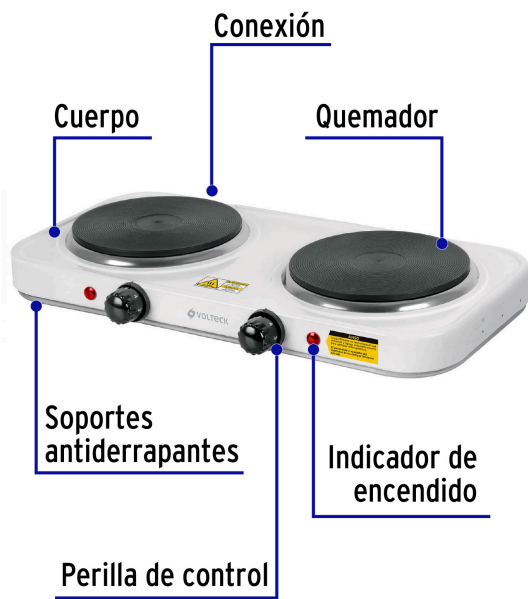 Conexión
Cuerpo
Quemador
VOLTECK
Soportes
antiderrapantes
Indicador de
encendido
Perilla de control